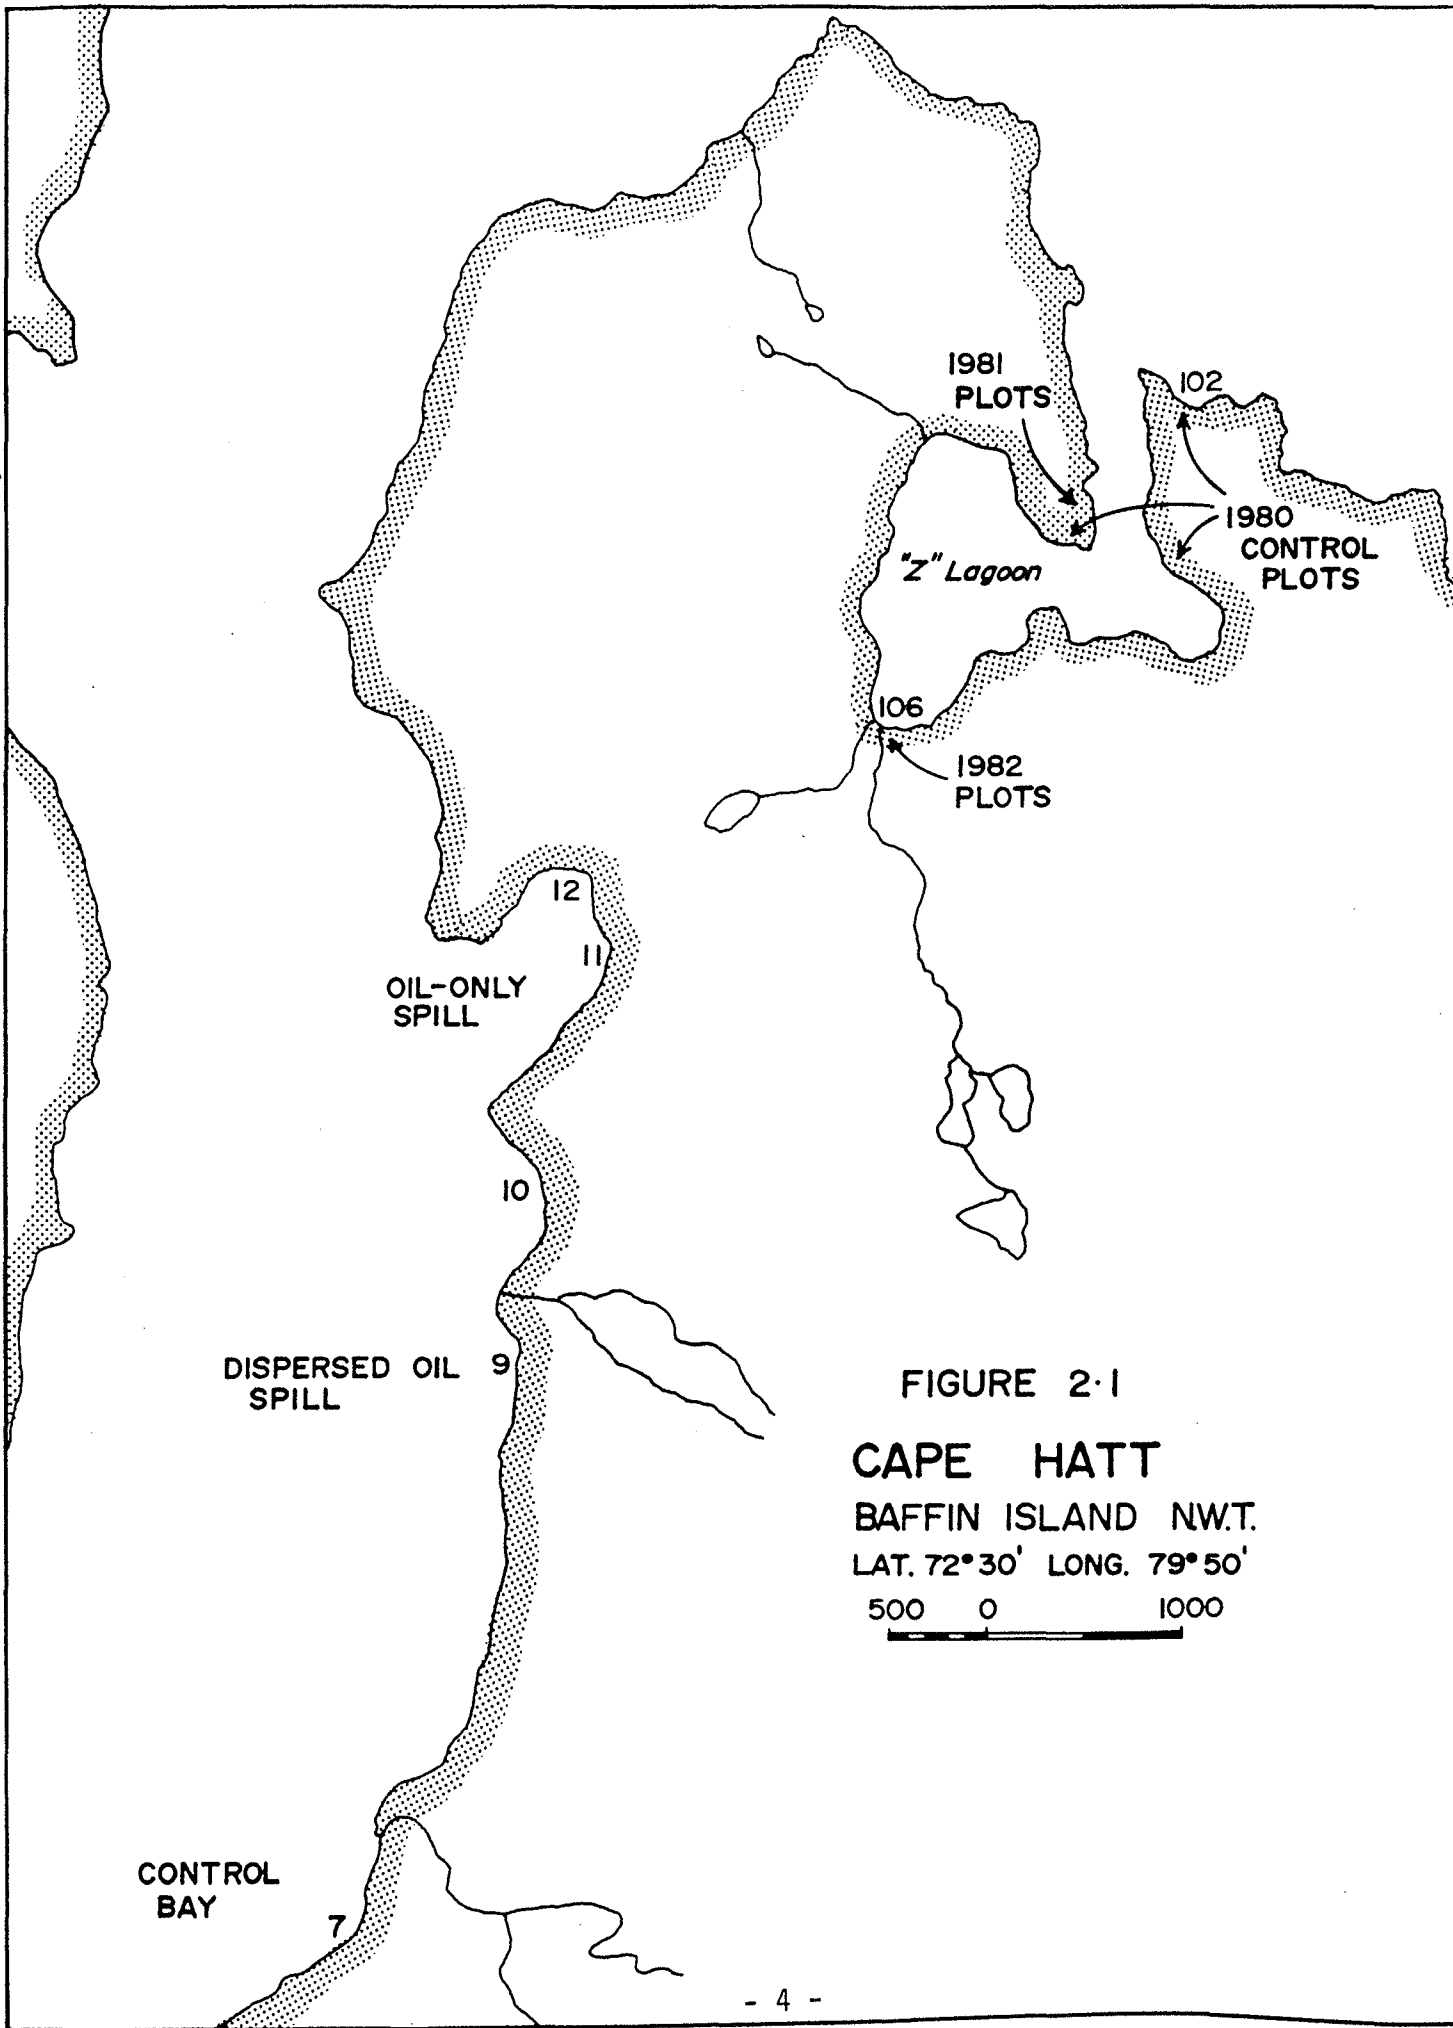 1981
PLOTS
102
1980
CONTROL
PLOTS
"Z" Lagoon
106
1982
PLOTS
12
11
OIL-ONLY
SPILL
10
DISPERSED OIL
SPILL
9
FIGURE 2·1
CAPE HATT
BAFFIN ISLAND N.W.T.
LAT. 72°30' LONG. 79°50'
500 0 1000
CONTROL
BAY
7
- 4 -